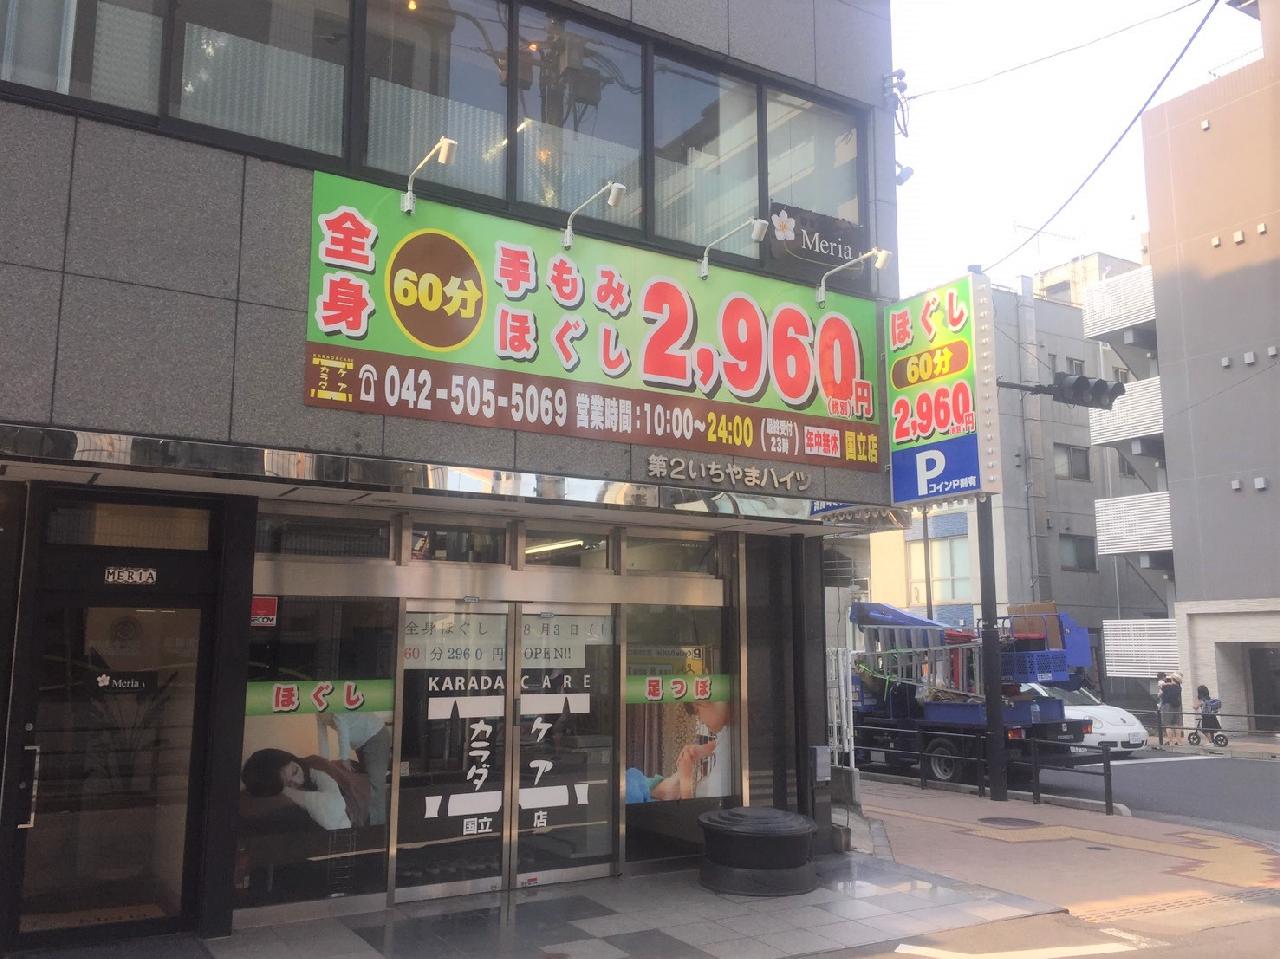 全身
60分
手もみ
ほぐし
2,960円
(税別)
KARADACARE
カラダ
ケア
☎042-505-5069 営業時間:10:00~24:00 (最終受付23時) 年中無休 国立店
Meria
ほぐし
60分
2,960円
P
コインP割有
第2いちやまハイツ
MERIA
Meria
ほぐし
全身ほぐし
60分2960円
8月3日
OPEN!!
KARADA CARE
カラダ
ケア
国立店
足つぼ